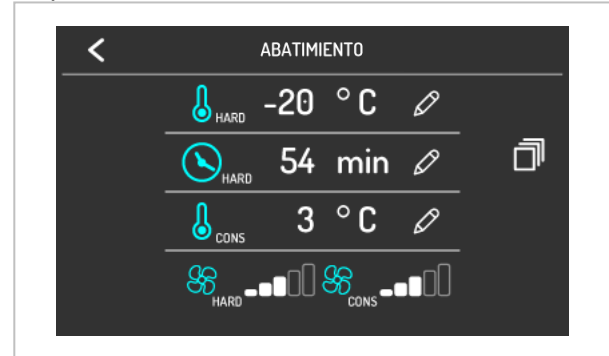 ABATIMIENTO
HARD -20 °C
HARD 54 min
CONS 3 °C
HARD CONS